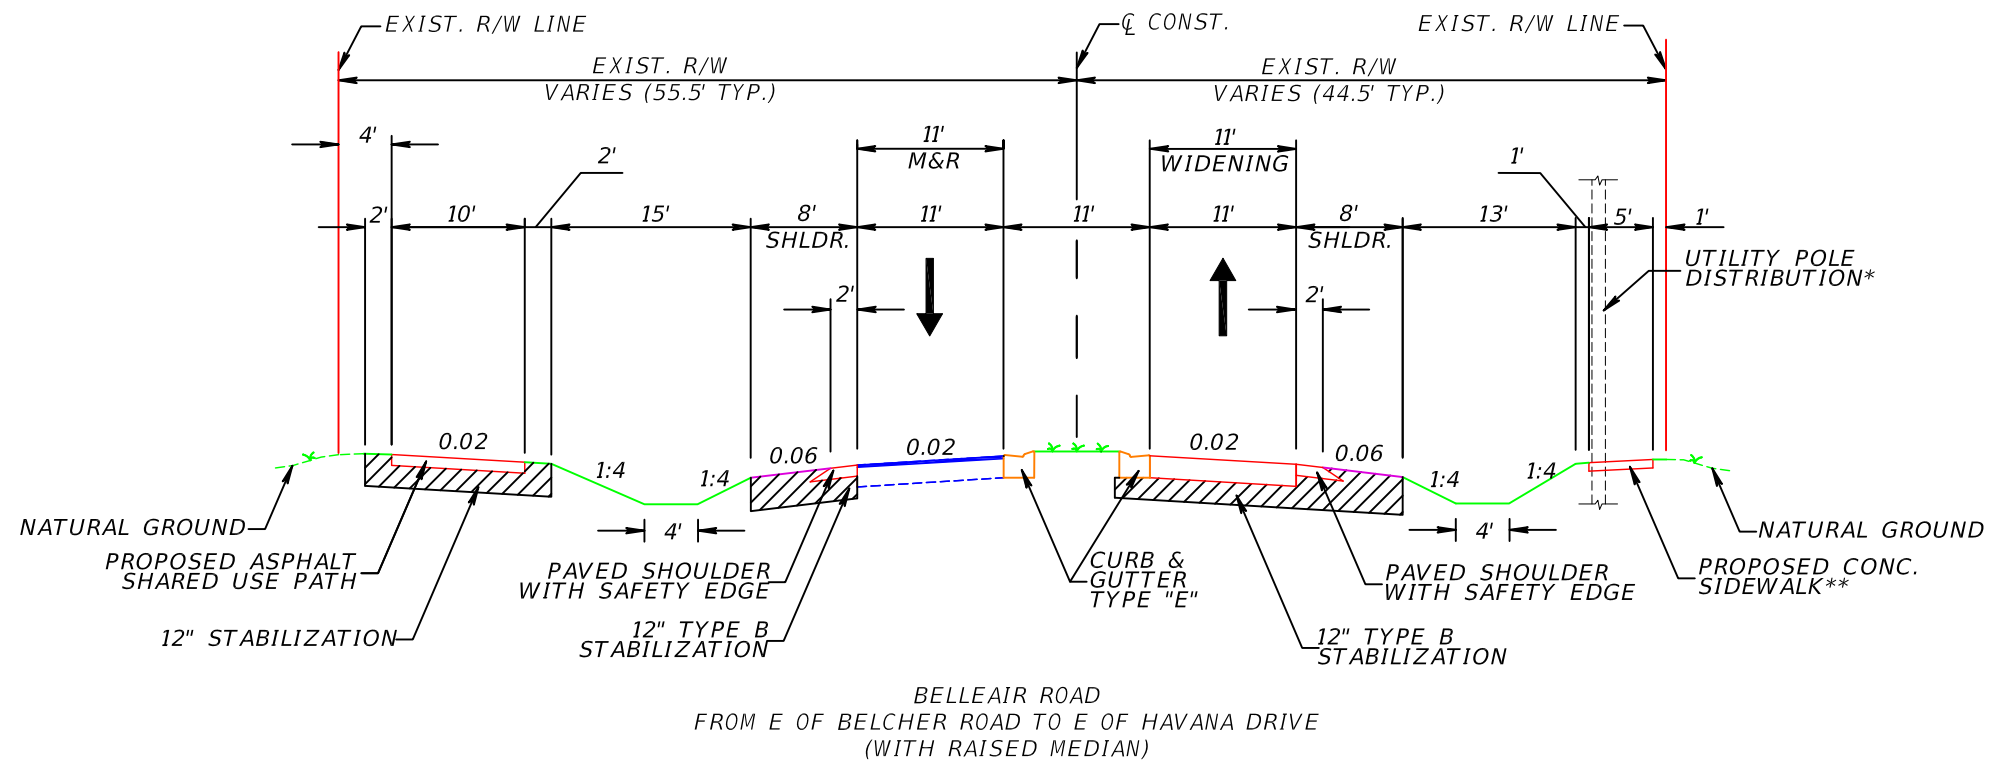 EXIST. R/W LINE
℄ CONST.
EXIST. R/W LINE
EXIST. R/W
VARIES (55.5' TYP.)
EXIST. R/W
VARIES (44.5' TYP.)
4'
2'
11'
M&R
11'
WIDENING
1'
2'
10'
15'
8'
SHLDR.
11'
11'
11'
8'
SHLDR.
13'
5'
1'
UTILITY POLE
DISTRIBUTION*
2'
2'
0.02
1:4
1:4
0.06
0.02
0.02
0.06
1:4
1:4
4'
4'
NATURAL GROUND
PROPOSED ASPHALT
SHARED USE PATH
12" STABILIZATION
PAVED SHOULDER
WITH SAFETY EDGE
12" TYPE B
STABILIZATION
CURB &
GUTTER
TYPE "E"
PAVED SHOULDER
WITH SAFETY EDGE
12" TYPE B
STABILIZATION
NATURAL GROUND
PROPOSED CONC.
SIDEWALK**
BELLEAIR ROAD
FROM E OF BELCHER ROAD TO E OF HAVANA DRIVE
(WITH RAISED MEDIAN)